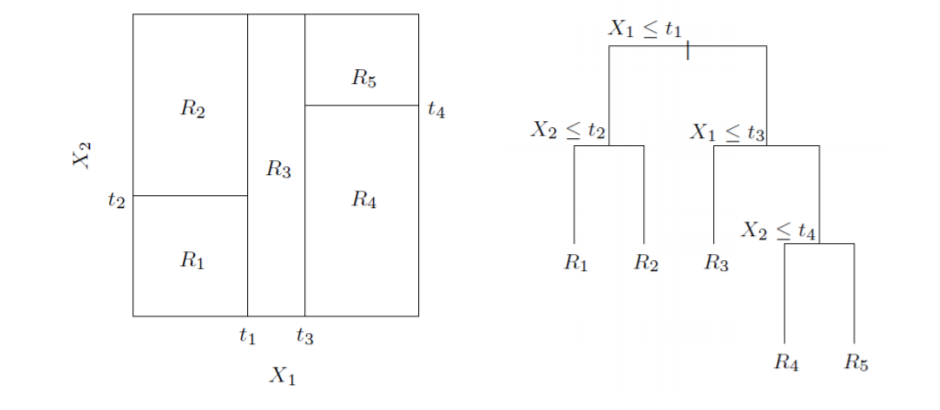 R₅
R₂
t₄
X₂
R₃
t₂
R₄
R₁
t₁ t₃
X₁
X₁ ≤ t₁
X₂ ≤ t₂ X₁ ≤ t₃
X₂ ≤ t₄
R₁ R₂ R₃
R₄ R₅